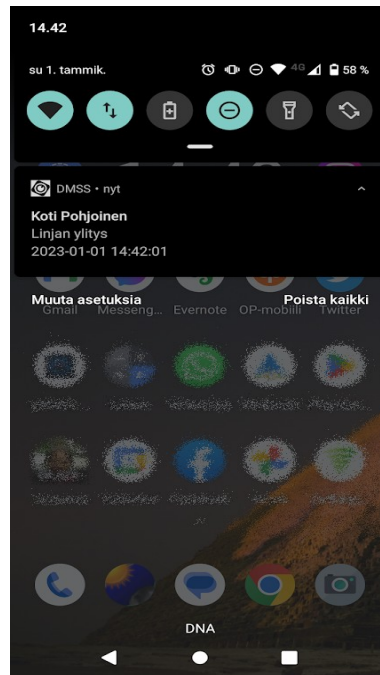 14.42
su 1. tammik. 4G 58 %
DMSS • nyt
Koti Pohjoinen
Linjan ylitys
2023-01-01 14:42:01
Muuta asetuksia Poista kaikki
Gmail Messeng... Evernote OP-mobiili Twitter
DNA